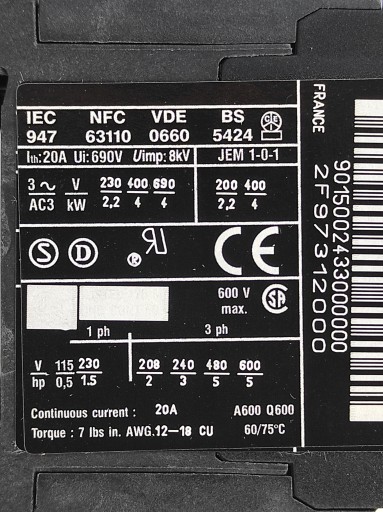 IEC NFC VDE BS
947 63110 0660 5424
Ith:20A Ui:690V Uimp:8kV JEM 1-0-1
3~ V 230 400 690 200 400
AC3 kW 2,2 4 4 2,2 4
S D ® CE
600 V
max.
1 ph 3 ph
V 115 230 208 240 480 600
hp 0,5 1.5 2 3 5 5
Continuous current : 20A A600 Q600
Torque : 7 lbs in. AWG.12–18 CU 60/75°C
FRANCE
9015007433000000
2F97312000